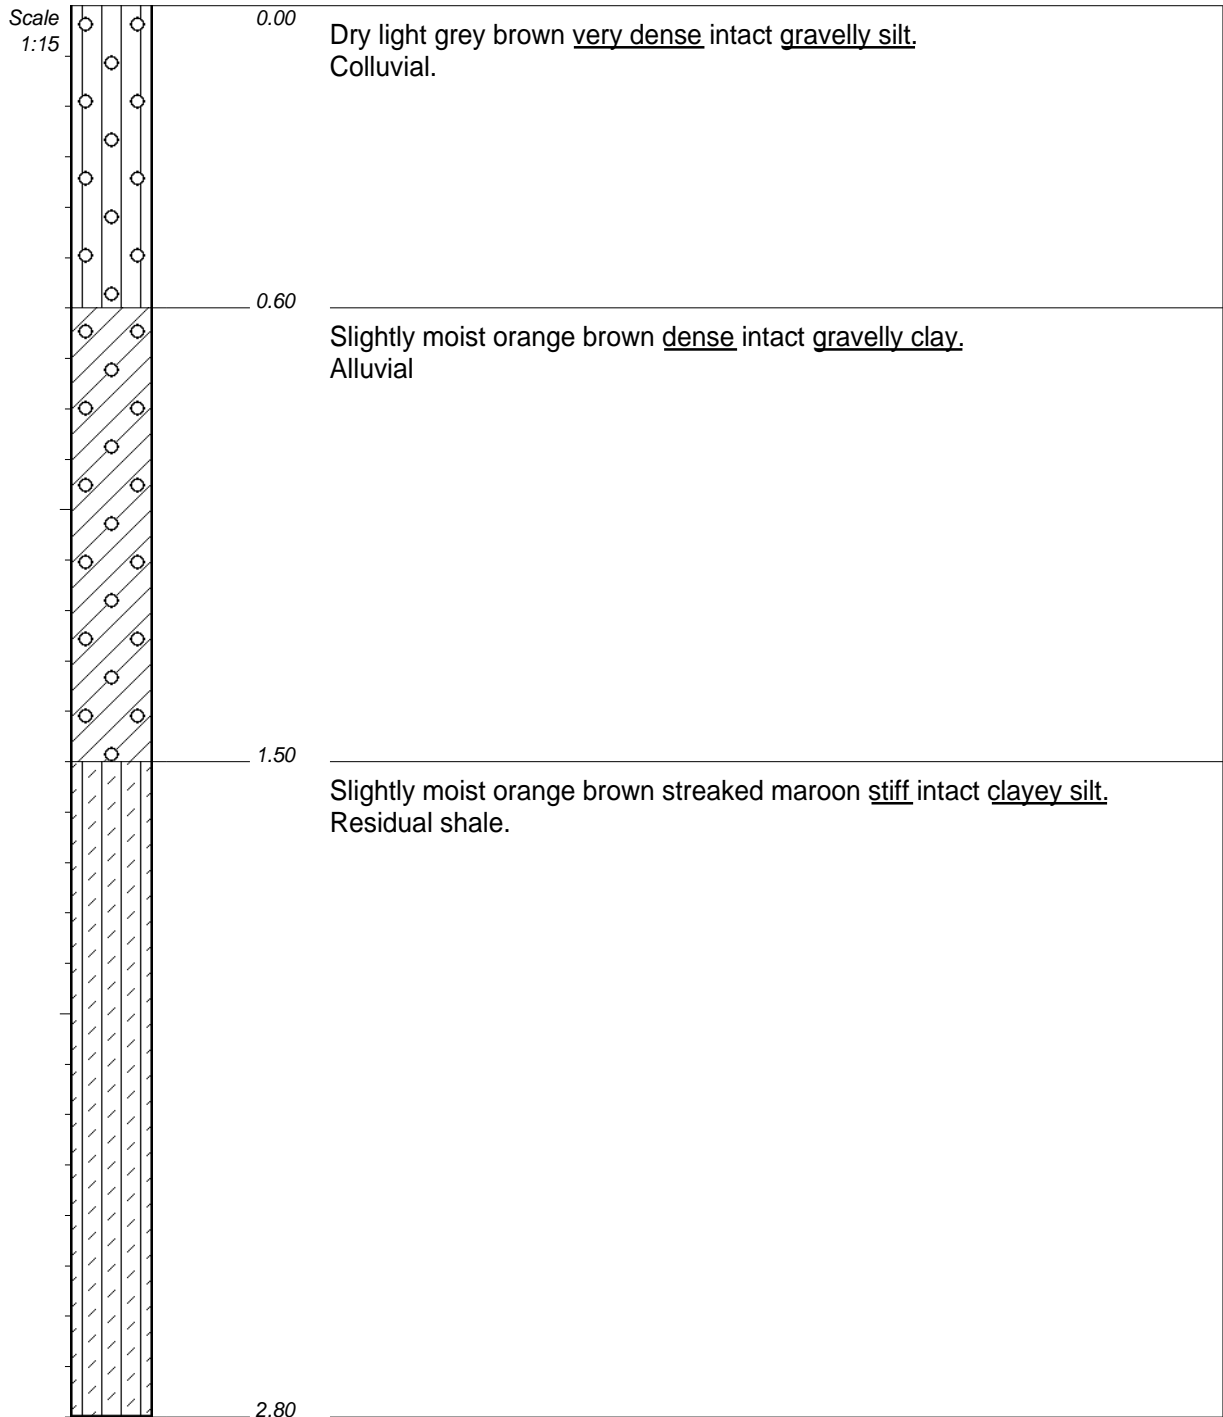 Scale
1:15
0.00
Dry light grey brown very dense intact gravelly silt.
Colluvial.
0.60
Slightly moist orange brown dense intact gravelly clay.
Alluvial
1.50
Slightly moist orange brown streaked maroon stiff intact clayey silt.
Residual shale.
2.80